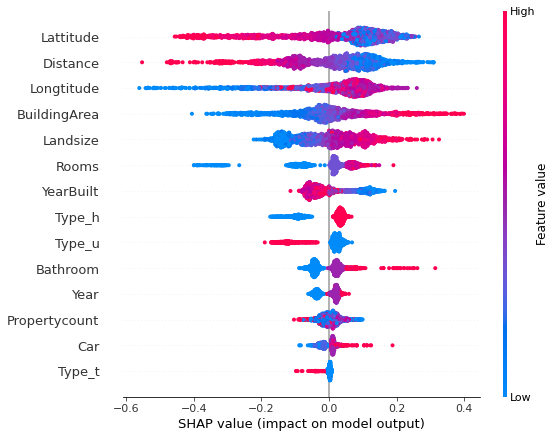 High
Lattitude
Distance
Longtitude
BuildingArea
Landsize
Rooms
YearBuilt
Type_h
Type_u
Bathroom
Year
Propertycount
Car
Type_t
Feature value
Low
−0.6 −0.4 −0.2 0.0 0.2 0.4
SHAP value (impact on model output)